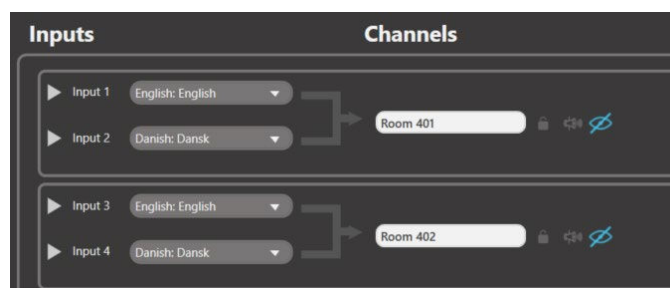 Inputs Channels
Input 1 English: English
Room 401
Input 2 Danish: Dansk
Input 3 English: English
Room 402
Input 4 Danish: Dansk